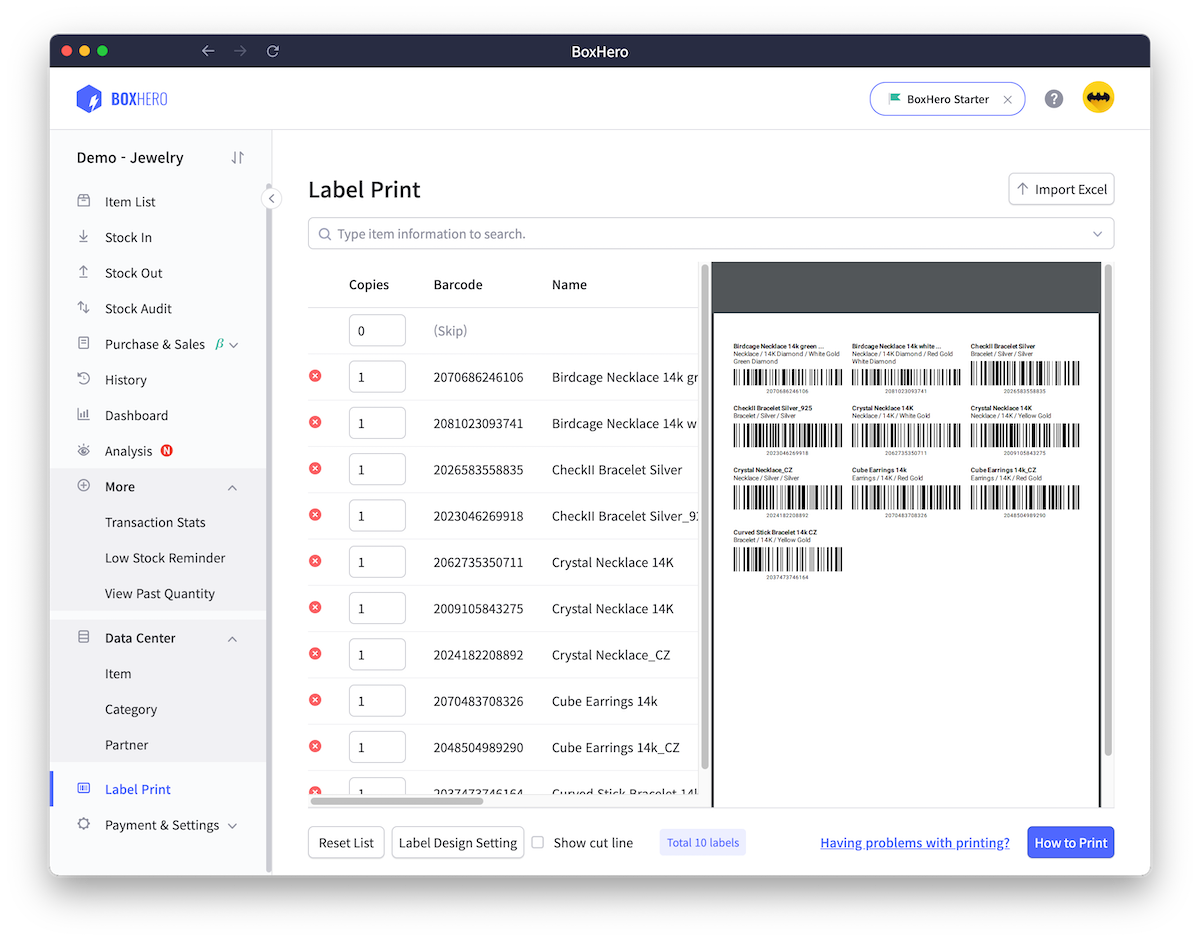 BoxHero
BOXHERO
BoxHero Starter
?
Demo - Jewelry
Item List
Stock In
Stock Out
Stock Audit
Purchase & Sales β
History
Dashboard
Analysis N
More
Transaction Stats
Low Stock Reminder
View Past Quantity
Data Center
Item
Category
Partner
Label Print
Payment & Settings
Label Print
Import Excel
Type item information to search.
Copies Barcode Name
0 (Skip)
1 2070686246106 Birdcage Necklace 14k gr
1 2081023093741 Birdcage Necklace 14k w
1 2026583558835 CheckII Bracelet Silver
1 2023046269918 CheckII Bracelet Silver_92
1 2062735350711 Crystal Necklace 14K
1 2009105843275 Crystal Necklace 14K
1 2024182208892 Crystal Necklace_CZ
1 2070483708326 Cube Earrings 14k
1 2048504989290 Cube Earrings 14k_CZ
1 2037473746164 Curved Stick Bracelet 14k
Birdcage Necklace 14k green ...
Necklace / 14K Diamond / White Gold
Green Diamond
2070686246106
Birdcage Necklace 14k white ...
Necklace / 14K Diamond / Red Gold
White Diamond
2081023093741
CheckII Bracelet Silver
Bracelet / Silver / Silver
2026583558835
CheckII Bracelet Silver_925
Bracelet / Silver / Silver
2023046269918
Crystal Necklace 14K
Necklace / 14K / White Gold
2062735350711
Crystal Necklace 14K
Necklace / 14K / Yellow Gold
2009105843275
Crystal Necklace_CZ
Necklace / Silver / Silver
2024182208892
Cube Earrings 14k
Earrings / 14K / Red Gold
2070483708326
Cube Earrings 14k_CZ
Earrings / 14K / Red Gold
2048504989290
Curved Stick Bracelet 14k CZ
Bracelet / 14K / Yellow Gold
2037473746164
Reset List
Label Design Setting
Show cut line
Total 10 labels
Having problems with printing?
How to Print